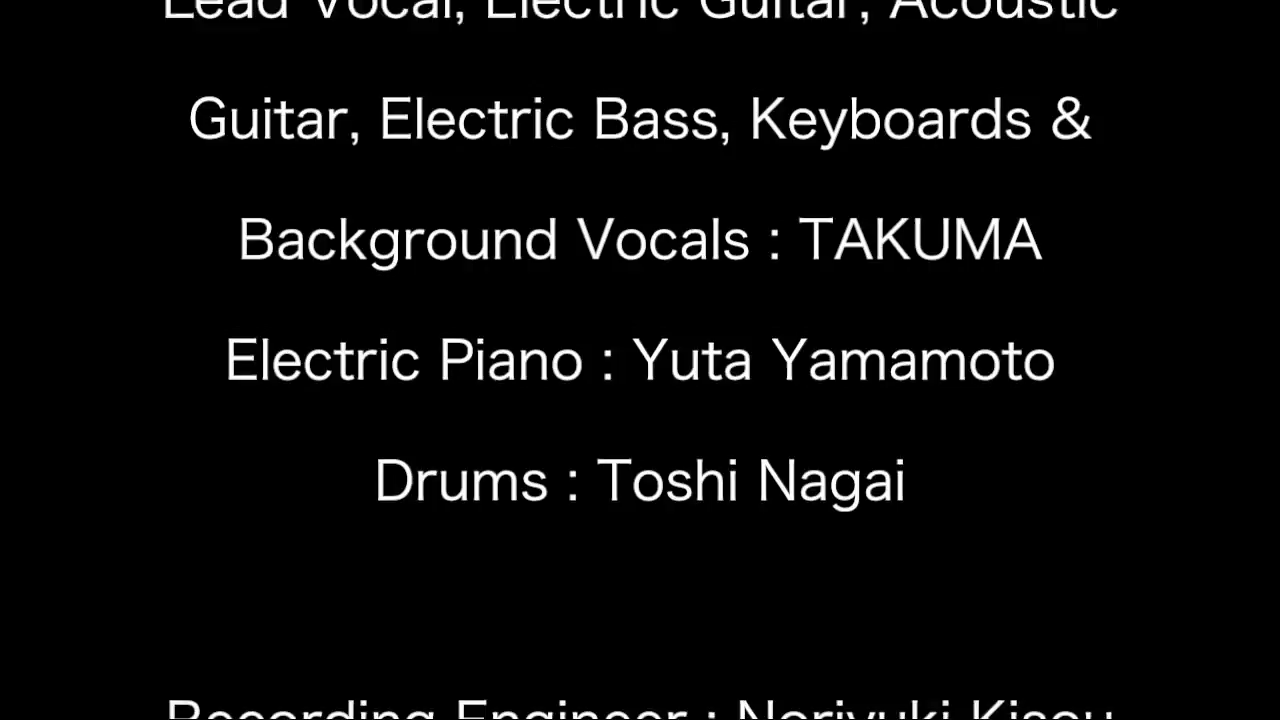 Lead Vocal, Electric Guitar, Acoustic
Guitar, Electric Bass, Keyboards &
Background Vocals : TAKUMA
Electric Piano : Yuta Yamamoto
Drums : Toshi Nagai
Recording Engineer : Noriyuki